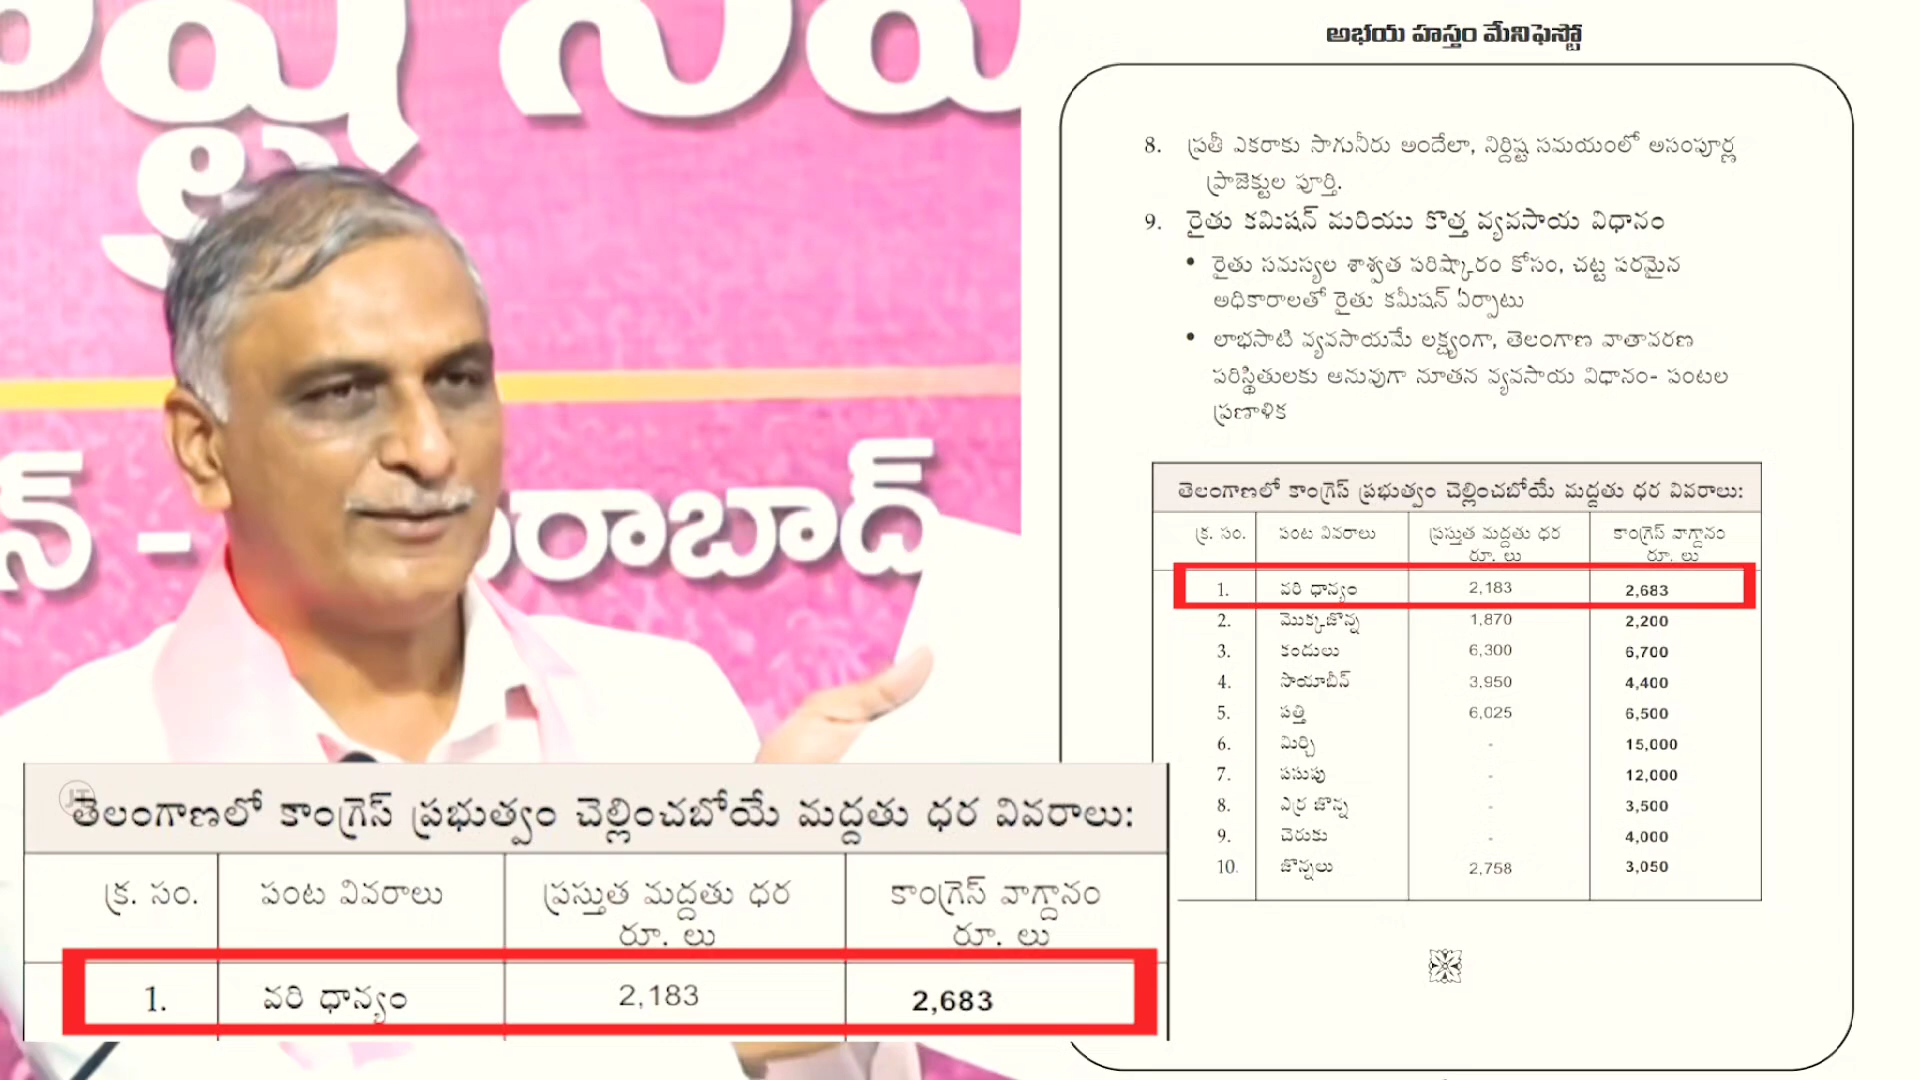 అభయ హస్తం మేనిఫెస్టో
8. ప్రతీ ఎకరాకు సాగునీరు అందేలా, నిర్దిష్ట సమయంలో అసంపూర్ణ
ప్రాజెక్టుల పూర్తి.
9. రైతు కమిషన్ మరియు కొత్త వ్యవసాయ విధానం
• రైతు సమస్యల శాశ్వత పరిష్కారం కోసం, చట్ట పరమైన
అధికారాలతో రైతు కమీషన్ ఏర్పాటు
• లాభసాటి వ్యవసాయమే లక్ష్యంగా, తెలంగాణ వాతావరణ
పరిస్థితులకు అనువుగా నూతన వ్యవసాయ విధానం- పంటల
ప్రణాళిక
తెలంగాణలో కాంగ్రెస్ ప్రభుత్వం చెల్లించబోయే మద్దతు ధర వివరాలు:
క్ర. సం. పంట వివరాలు ప్రస్తుత మద్దతు ధర కాంగ్రెస్ వాగ్దానం
రూ. లు రూ. లు
1. వరి ధాన్యం 2,183 2,683
2. మొక్కజొన్న 1,870 2,200
3. కందులు 6,300 6,700
4. సోయాబీన్ 3,950 4,400
5. పత్తి 6,025 6,500
6. మిర్చి - 15,000
7. పసుపు - 12,000
8. ఎర్ర జొన్న - 3,500
9. చెరుకు - 4,000
10. జొన్నలు 2,758 3,050
JT
తెలంగాణలో కాంగ్రెస్ ప్రభుత్వం చెల్లించబోయే మద్దతు ధర వివరాలు:
క్ర. సం. పంట వివరాలు ప్రస్తుత మద్దతు ధర కాంగ్రెస్ వాగ్దానం
రూ. లు రూ. లు
1. వరి ధాన్యం 2,183 2,683